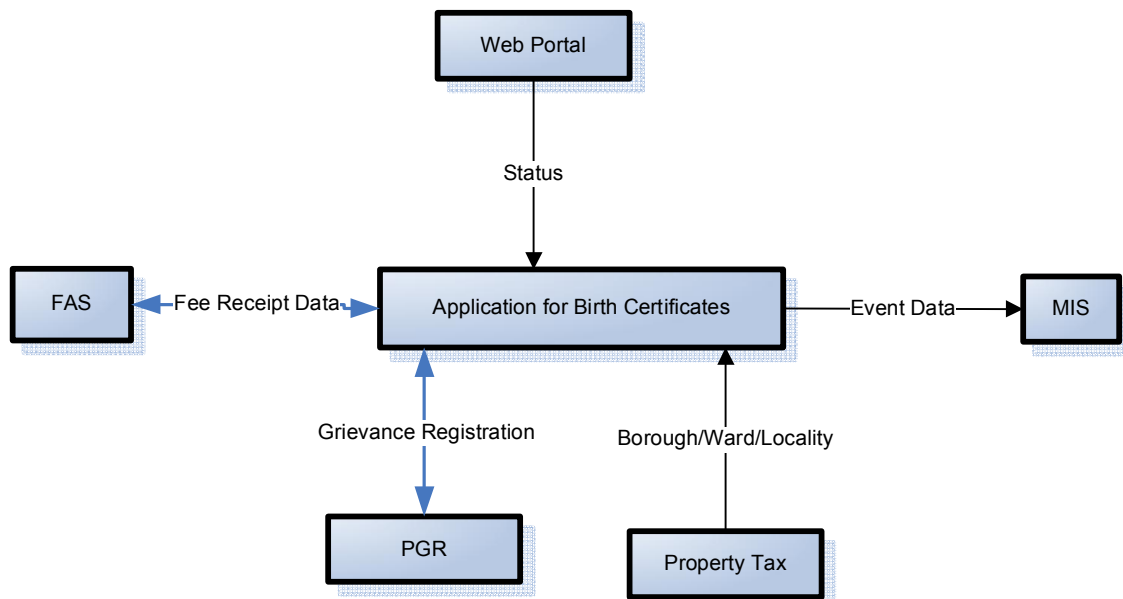 Web Portal
Status
FAS
Fee Receipt Data
Application for Birth Certificates
Event Data
MIS
Grievance Registration
Borough/Ward/Locality
PGR
Property Tax